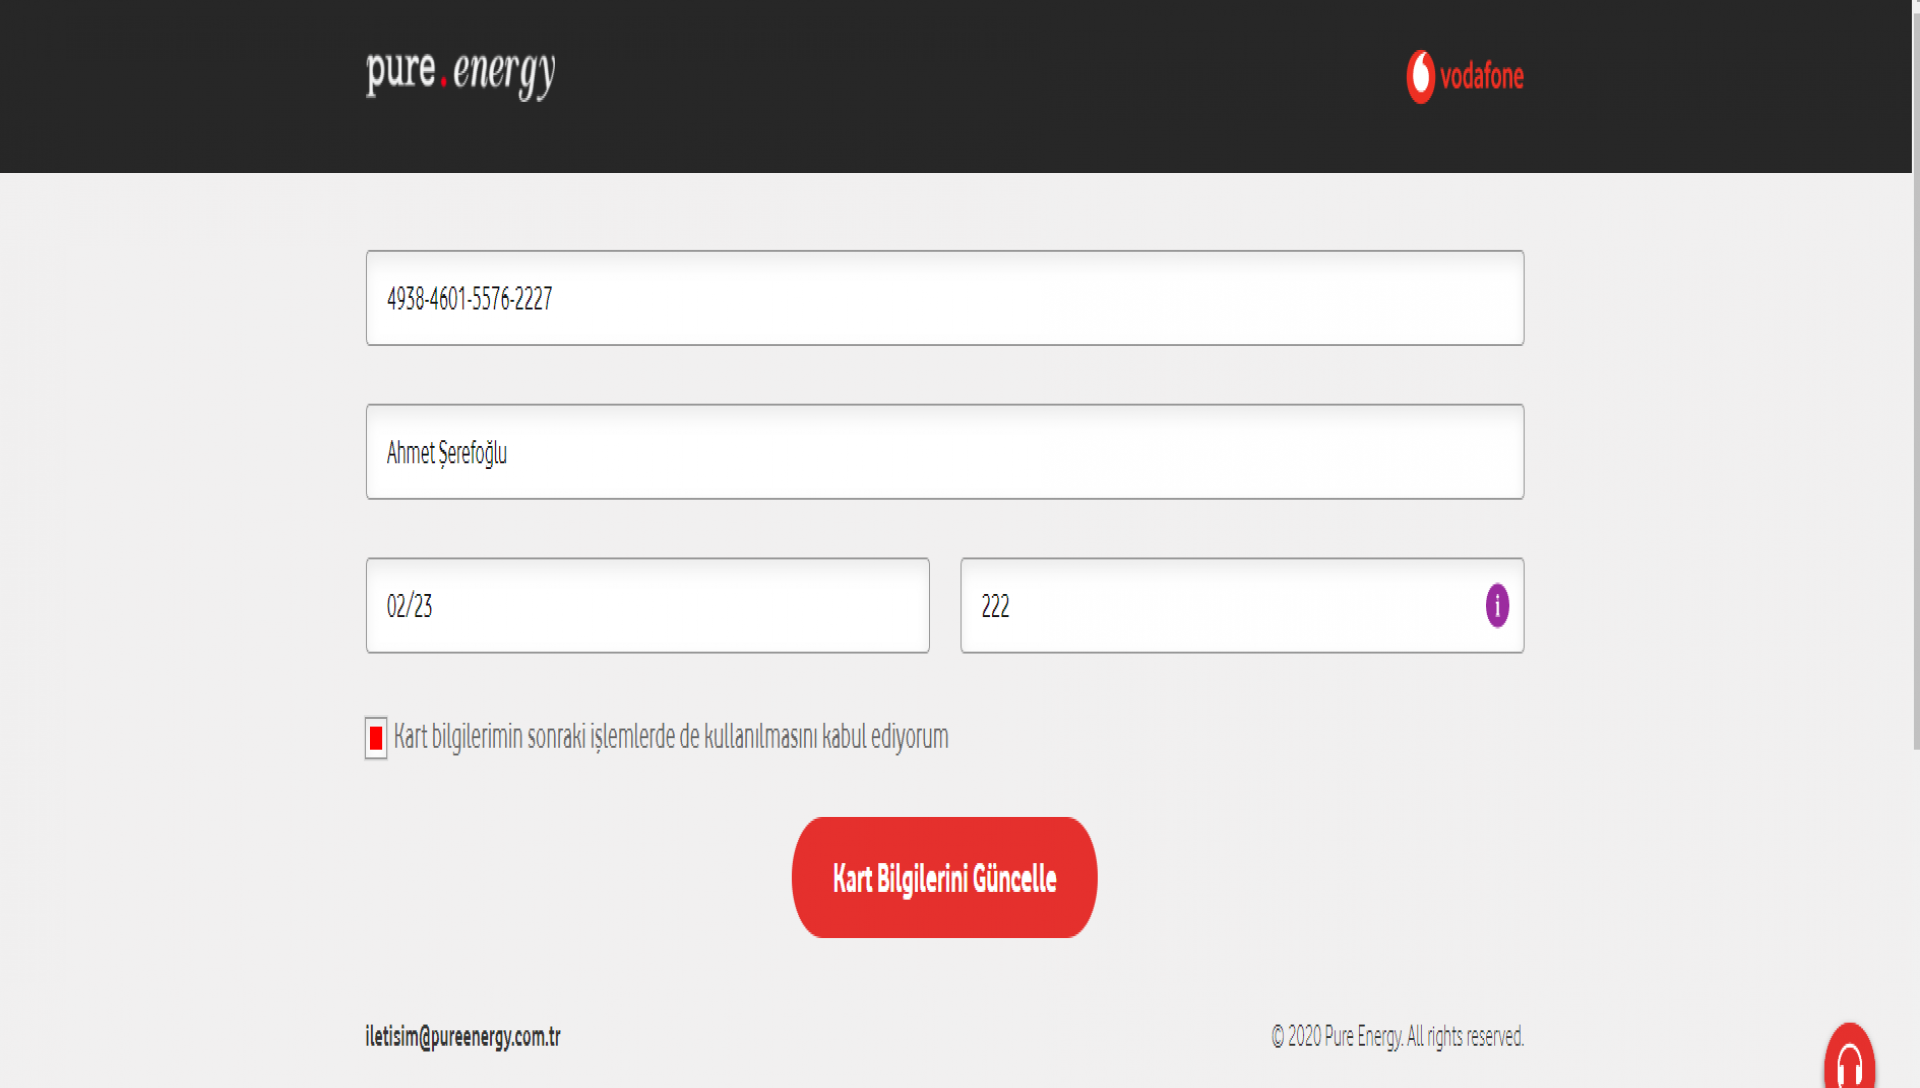 pure.energy
vodafone
4938-4601-5576-2227
Ahmet Şerefoğlu
02/23
222
i
Kart bilgilerimin sonraki işlemlerde de kullanılmasını kabul ediyorum
Kart Bilgilerini Güncelle
iletisim@pureenergy.com.tr
© 2020 Pure Energy. All rights reserved.